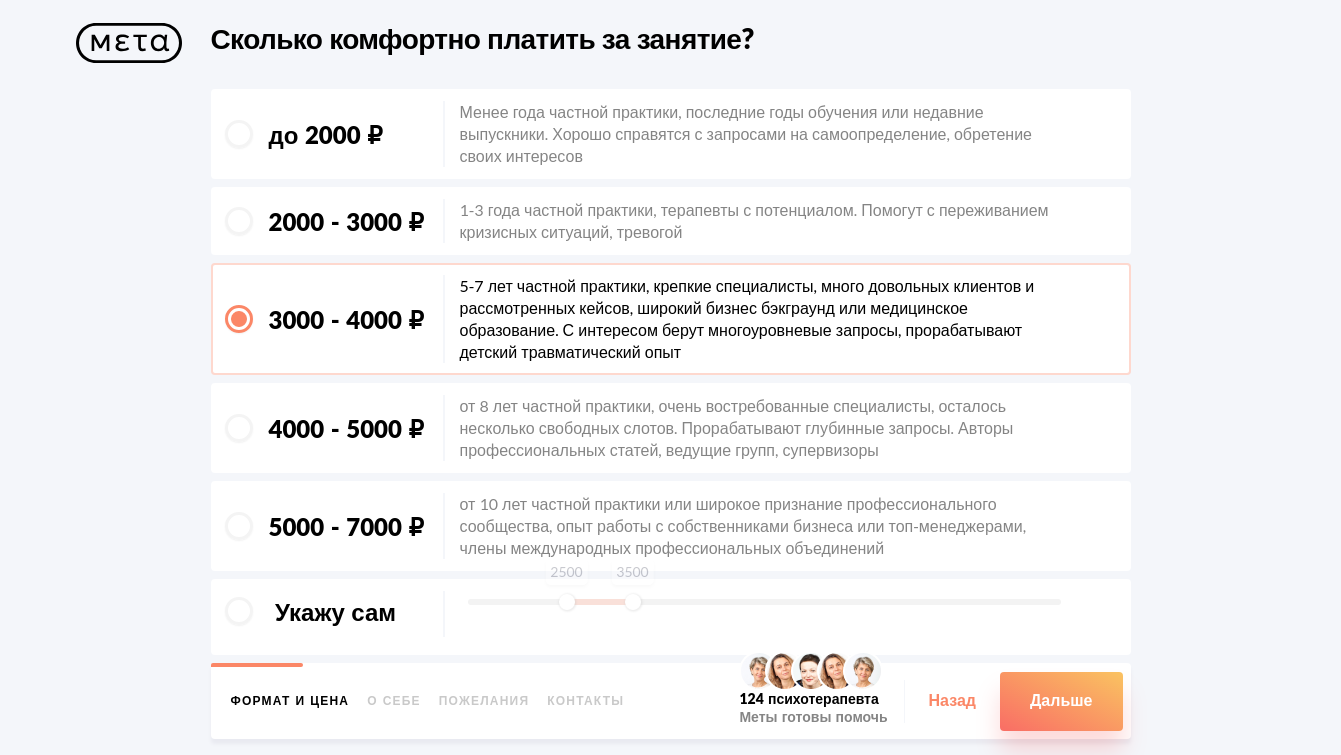 мета
Сколько комфортно платить за занятие?
до 2000 ₽
Менее года частной практики, последние годы обучения или недавние
выпускники. Хорошо справятся с запросами на самоопределение, обретение
своих интересов
2000 - 3000 ₽
1-3 года частной практики, терапевты с потенциалом. Помогут с переживанием
кризисных ситуаций, тревогой
3000 - 4000 ₽
5-7 лет частной практики, крепкие специалисты, много довольных клиентов и
рассмотренных кейсов, широкий бизнес бэкграунд или медицинское
образование. С интересом берут многоуровневые запросы, прорабатывают
детский травматический опыт
4000 - 5000 ₽
от 8 лет частной практики, очень востребованные специалисты, осталось
несколько свободных слотов. Прорабатывают глубинные запросы. Авторы
профессиональных статей, ведущие групп, супервизоры
5000 - 7000 ₽
от 10 лет частной практики или широкое признание профессионального
сообщества, опыт работы с собственниками бизнеса или топ-менеджерами,
члены международных профессиональных объединений
2500 3500
Укажу сам
ФОРМАТ И ЦЕНА О СЕБЕ ПОЖЕЛАНИЯ КОНТАКТЫ
124 психотерапевта
Меты готовы помочь
Назад
Дальше